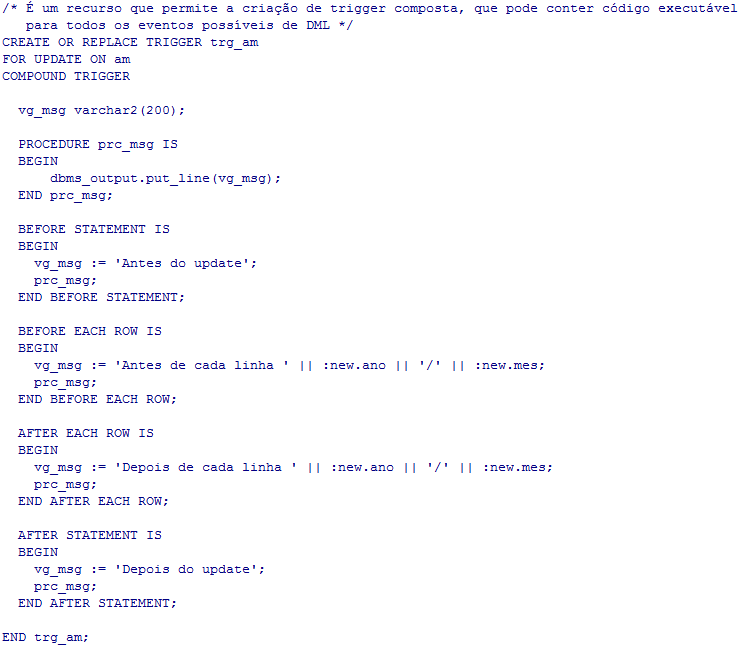 /* É um recurso que permite a criação de trigger composta, que pode conter código executável
   para todos os eventos possíveis de DML */
CREATE OR REPLACE TRIGGER trg_am
FOR UPDATE ON am
COMPOUND TRIGGER

  vg_msg varchar2(200);

  PROCEDURE prc_msg IS
  BEGIN
      dbms_output.put_line(vg_msg);
  END prc_msg;

  BEFORE STATEMENT IS
  BEGIN
    vg_msg := 'Antes do update';
    prc_msg;
  END BEFORE STATEMENT;

  BEFORE EACH ROW IS
  BEGIN
    vg_msg := 'Antes de cada linha ' || :new.ano || '/' || :new.mes;
    prc_msg;
  END BEFORE EACH ROW;

  AFTER EACH ROW IS
  BEGIN
    vg_msg := 'Depois de cada linha ' || :new.ano || '/' || :new.mes;
    prc_msg;
  END AFTER EACH ROW;

  AFTER STATEMENT IS
  BEGIN
    vg_msg := 'Depois do update';
    prc_msg;
  END AFTER STATEMENT;

END trg_am;